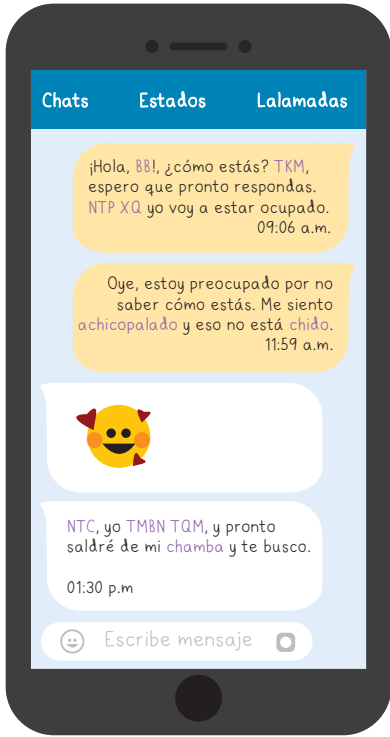 Chats Estados Lalamadas
¡Hola, BB!, ¿cómo estás? TKM,
espero que pronto respondas.
NTP XQ yo voy a estar ocupado.
09:06 a.m.
Oye, estoy preocupado por no
saber cómo estás. Me siento
achicopalado y eso no está chido.
11:59 a.m.
NTC, yo TMBN TQM, y pronto
saldré de mi chamba y te busco.
01:30 p.m
Escribe mensaje